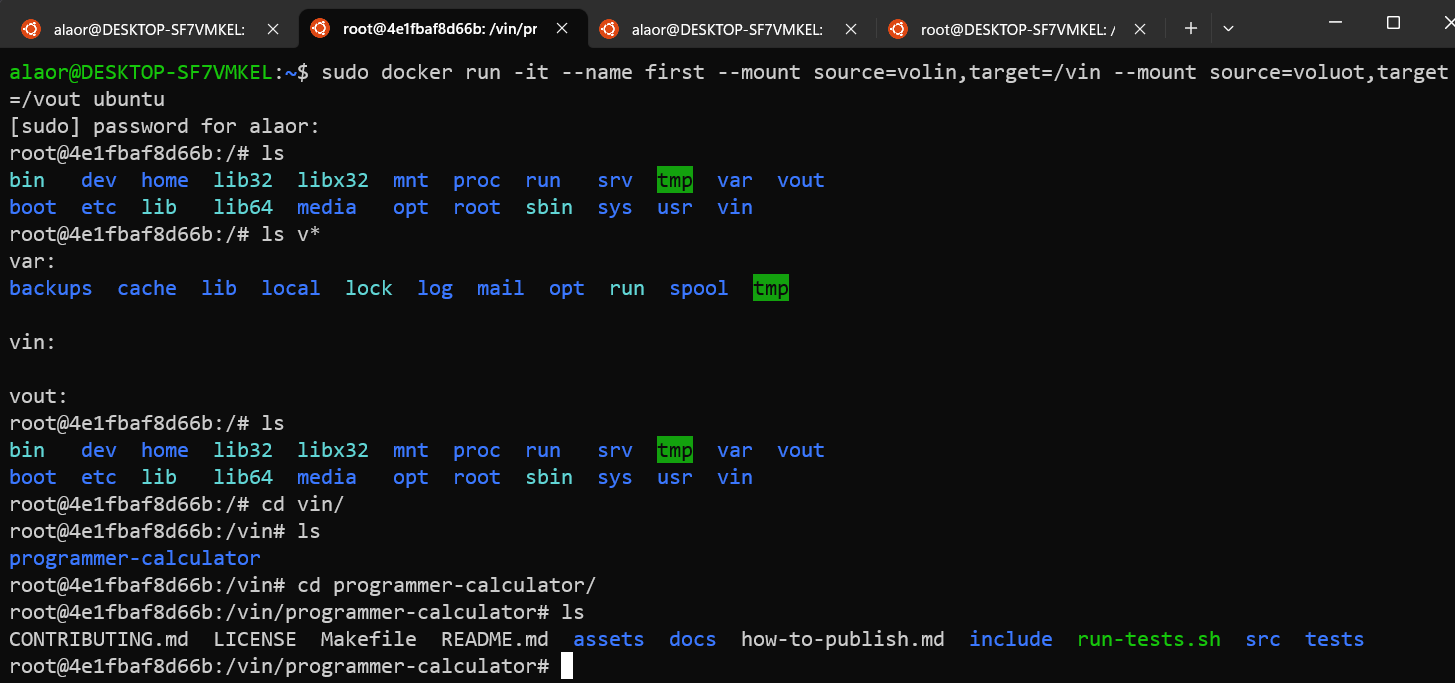 alaor@DESKTOP-SF7VMKEL: root@4e1fbaf8d66b: /vin/pr alaor@DESKTOP-SF7VMKEL: root@DESKTOP-SF7VMKEL: /
alaor@DESKTOP-SF7VMKEL:~$ sudo docker run -it --name first --mount source=volin,target=/vin --mount source=voluot,target
=/vout ubuntu
[sudo] password for alaor:
root@4e1fbaf8d66b:/# ls
bin dev home lib32 libx32 mnt proc run srv tmp var vout
boot etc lib lib64 media opt root sbin sys usr vin
root@4e1fbaf8d66b:/# ls v*
var:
backups cache lib local lock log mail opt run spool tmp
vin:
vout:
root@4e1fbaf8d66b:/# ls
bin dev home lib32 libx32 mnt proc run srv tmp var vout
boot etc lib lib64 media opt root sbin sys usr vin
root@4e1fbaf8d66b:/# cd vin/
root@4e1fbaf8d66b:/vin# ls
programmer-calculator
root@4e1fbaf8d66b:/vin# cd programmer-calculator/
root@4e1fbaf8d66b:/vin/programmer-calculator# ls
CONTRIBUTING.md LICENSE Makefile README.md assets docs how-to-publish.md include run-tests.sh src tests
root@4e1fbaf8d66b:/vin/programmer-calculator#